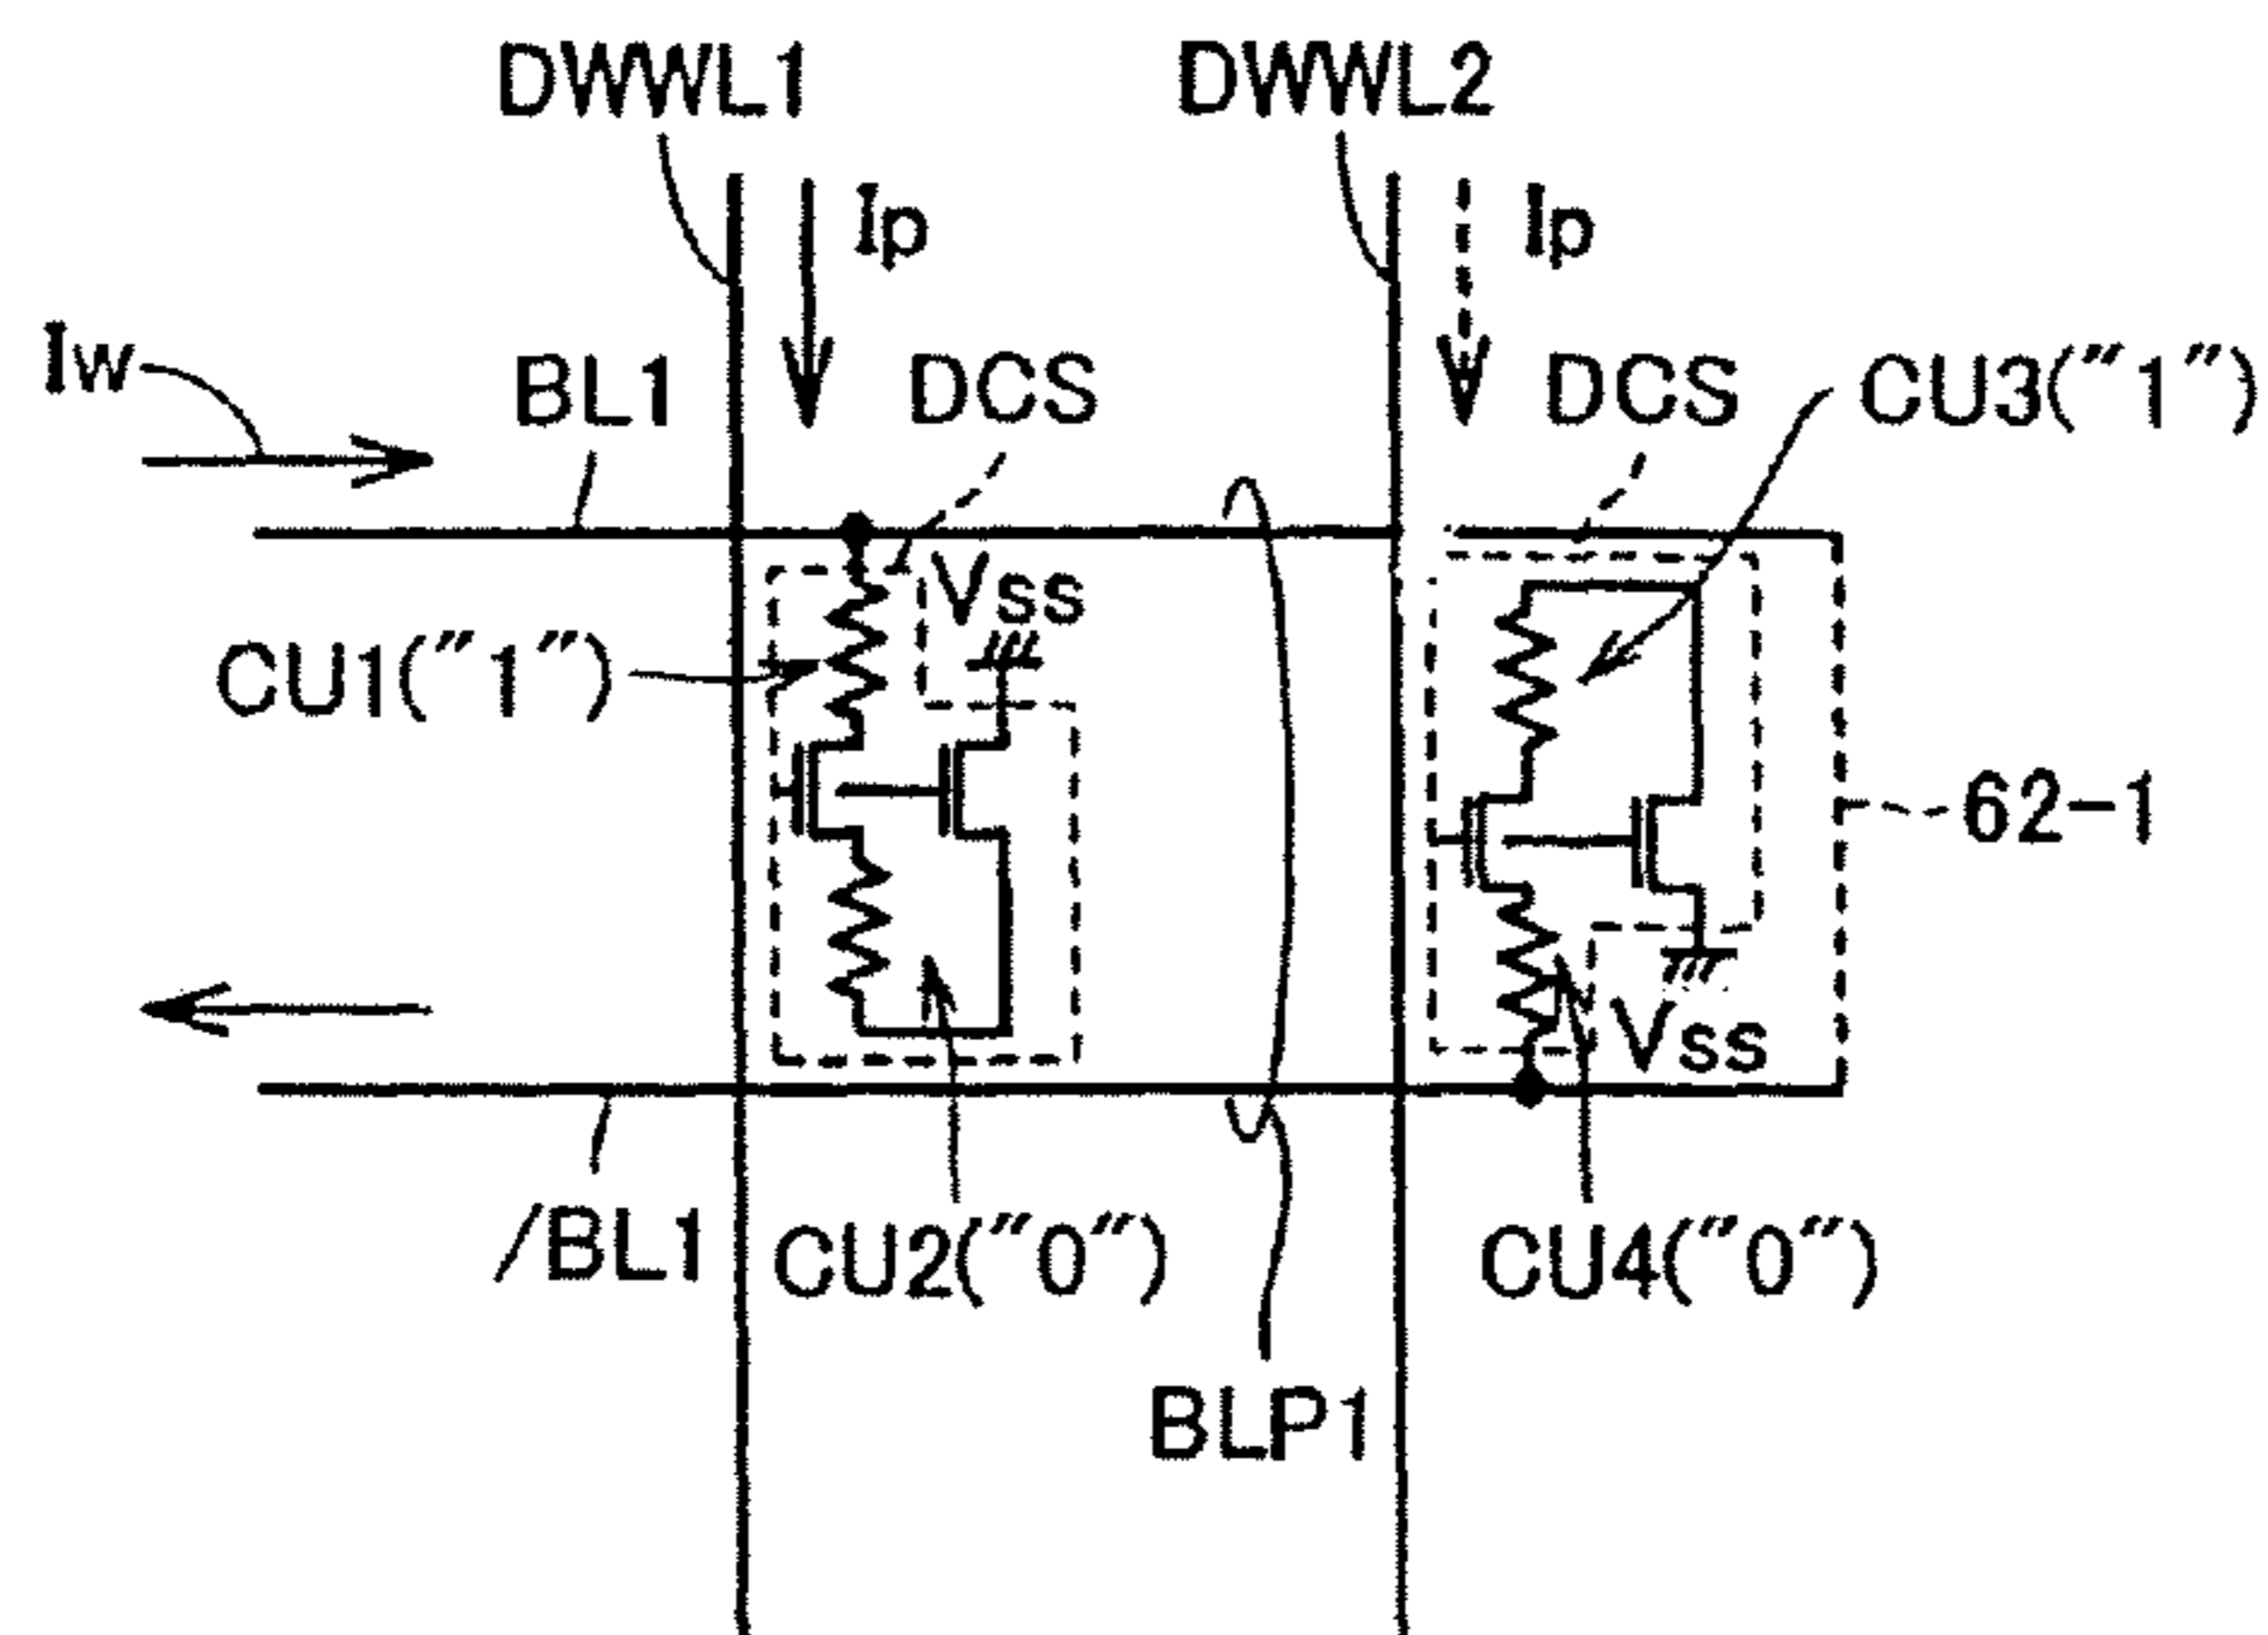 DWWL1
DWWL2
Ip
Ip
Iw
BL1
DCS
DCS
CU3("1")
Vss
CU1("1")
62-1
Vss
/BL1
CU2("0")
CU4("0")
BLP1